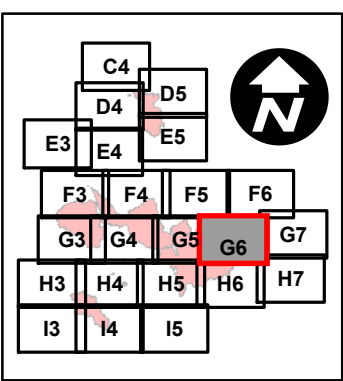 C4
D4 D5
E3 E4 E5
F3 F4 F5 F6
G3 G4 G5 G6 G7
H3 H4 H5 H6 H7
I3 I4 I5
N